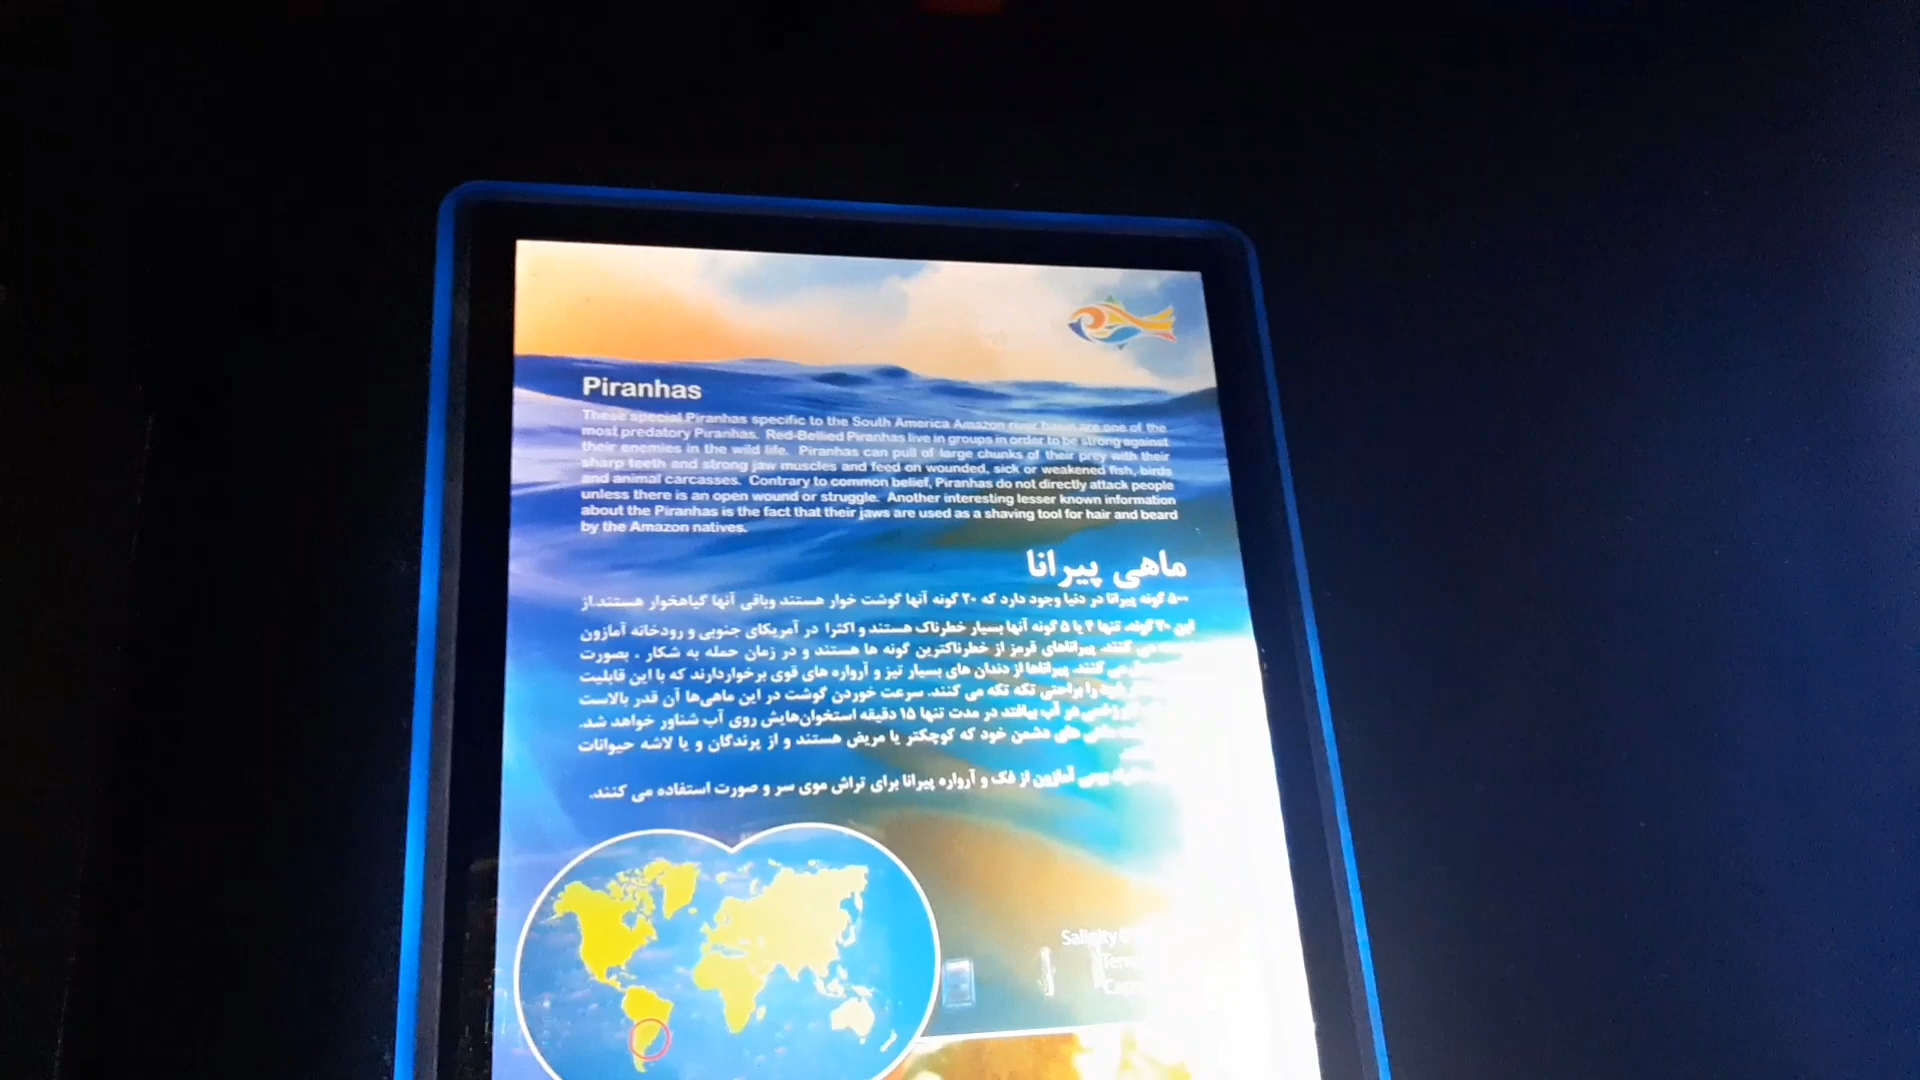 Piranhas
These special Piranhas specific to the South America Amazon river basin are one of the
most predatory Piranhas. Red-Bellied Piranhas live in groups in order to be strong against
their enemies in the wild life. Piranhas can pull of large chunks of their prey with their
sharp teeth and strong jaw muscles and feed on wounded, sick or weakened fish, birds
and animal carcasses. Contrary to common belief, Piranhas do not directly attack people
unless there is an open wound or struggle. Another interesting lesser known information
about the Piranhas is the fact that their jaws are used as a shaving tool for hair and beard
by the Amazon natives.
ماهی پیرانا
۵۰۰ گونه پیرانا در دنیا وجود دارد که ۲۰ گونه آنها گوشت خوار هستند وباقی آنها گیاهخوار هستند.از
این ۲۰ گونه، تنها ۴ یا ۵ گونه آنها بسیار خطرناک هستند و اکثرا در آمریکای جنوبی و رودخانه آمازون
می کنند. پیراناهای قرمز از خطرناکترین گونه ها هستند و در زمان حمله به شکار ، بصورت
می کنند. پیراناها از دندان های بسیار تیز و آرواره های قوی برخواردارند که با این قابلیت
خود را براحتی تکه تکه می کنند. سرعت خوردن گوشت در این ماهی‌ها آن قدر بالاست
در آب بیافتد در مدت تنها ۱۵ دقیقه استخوان‌هایش روی آب شناور خواهد شد.
های دشمن خود که کوچکتر یا مریض هستند و از پرندگان و یا لاشه حیوانات
بومی آمازون از فک و آرواره پیرانا برای تراش موی سر و صورت استفاده می کنند.
Salinity